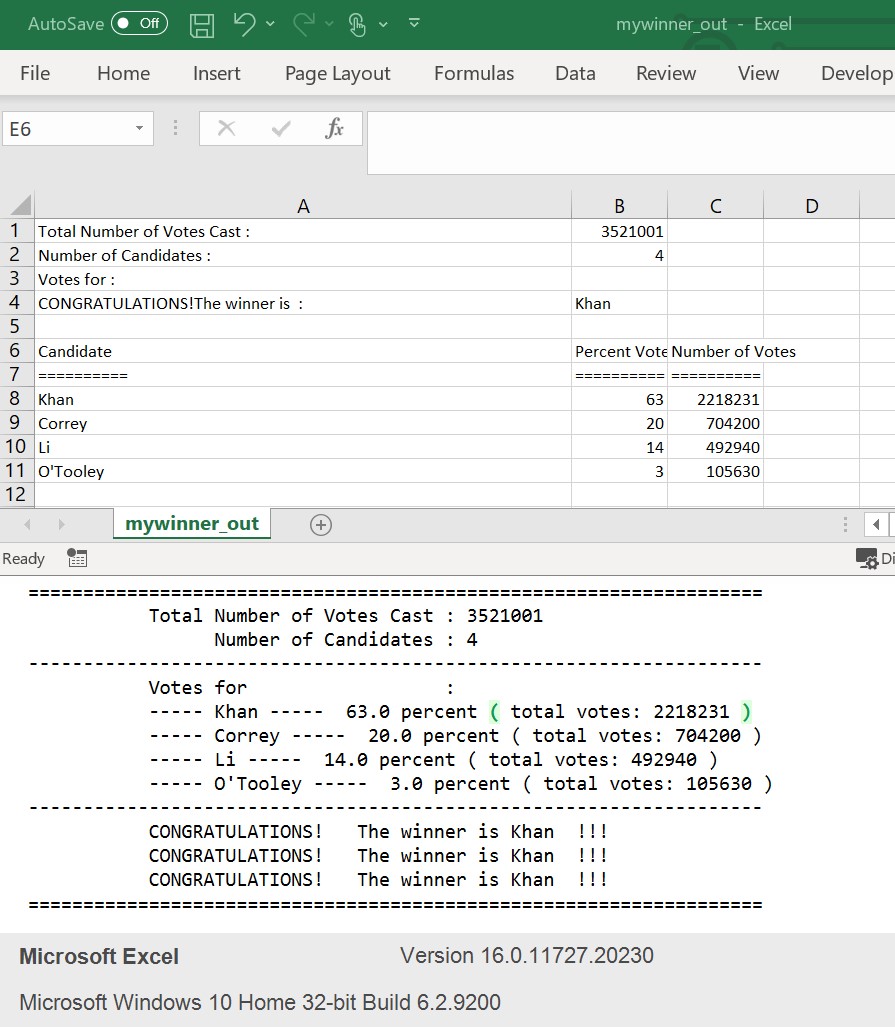 AutoSave Off mywinner_out - Excel
File Home Insert Page Layout Formulas Data Review View Develop
E6 fx
A B C D
1 Total Number of Votes Cast : 3521001
2 Number of Candidates : 4
3 Votes for :
4 CONGRATULATIONS!The winner is  : Khan
5
6 Candidate Percent Vote Number of Votes
7 ========== ========== ==========
8 Khan 63 2218231
9 Correy 20 704200
10 Li 14 492940
11 O'Tooley 3 105630
12
mywinner_out
Ready Di
===================================================================
Total Number of Votes Cast : 3521001
Number of Candidates : 4
-------------------------------------------------------------------
Votes for :
----- Khan -----  63.0 percent ( total votes: 2218231 )
----- Correy -----  20.0 percent ( total votes: 704200 )
----- Li -----  14.0 percent ( total votes: 492940 )
----- O'Tooley -----  3.0 percent ( total votes: 105630 )
-------------------------------------------------------------------
CONGRATULATIONS!   The winner is Khan  !!!
CONGRATULATIONS!   The winner is Khan  !!!
CONGRATULATIONS!   The winner is Khan  !!!
===================================================================
Microsoft Excel Version 16.0.11727.20230
Microsoft Windows 10 Home 32-bit Build 6.2.9200